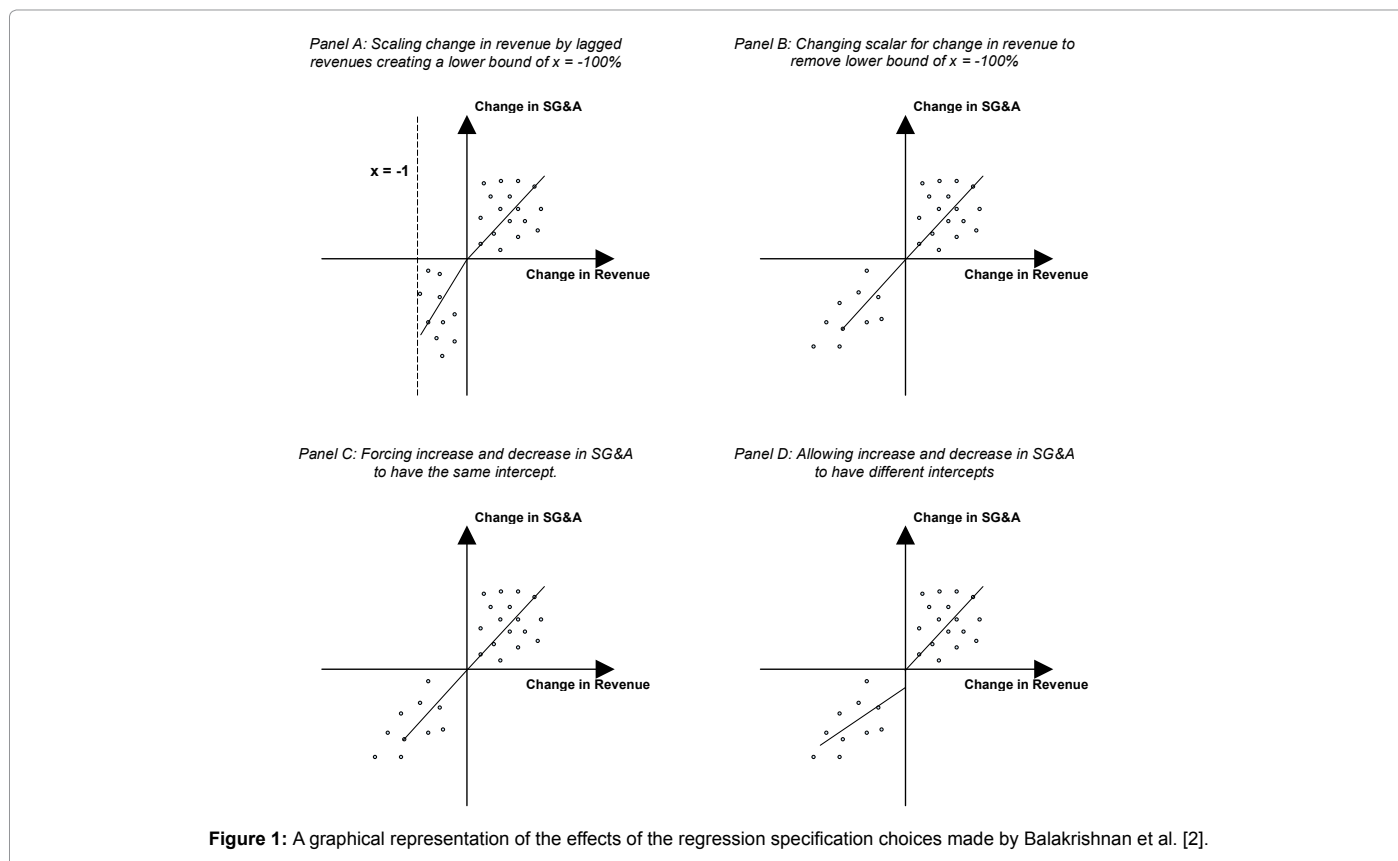 Panel A: Scaling change in revenue by lagged
revenues creating a lower bound of x = -100%
Change in SG&A
x = -1
Change in Revenue
Panel B: Changing scalar for change in revenue to
remove lower bound of x = -100%
Change in SG&A
Change in Revenue
Panel C: Forcing increase and decrease in SG&A
to have the same intercept.
Change in SG&A
Change in Revenue
Panel D: Allowing increase and decrease in SG&A
to have different intercepts
Change in SG&A
Change in Revenue
Figure 1: A graphical representation of the effects of the regression specification choices made by Balakrishnan et al. [2].